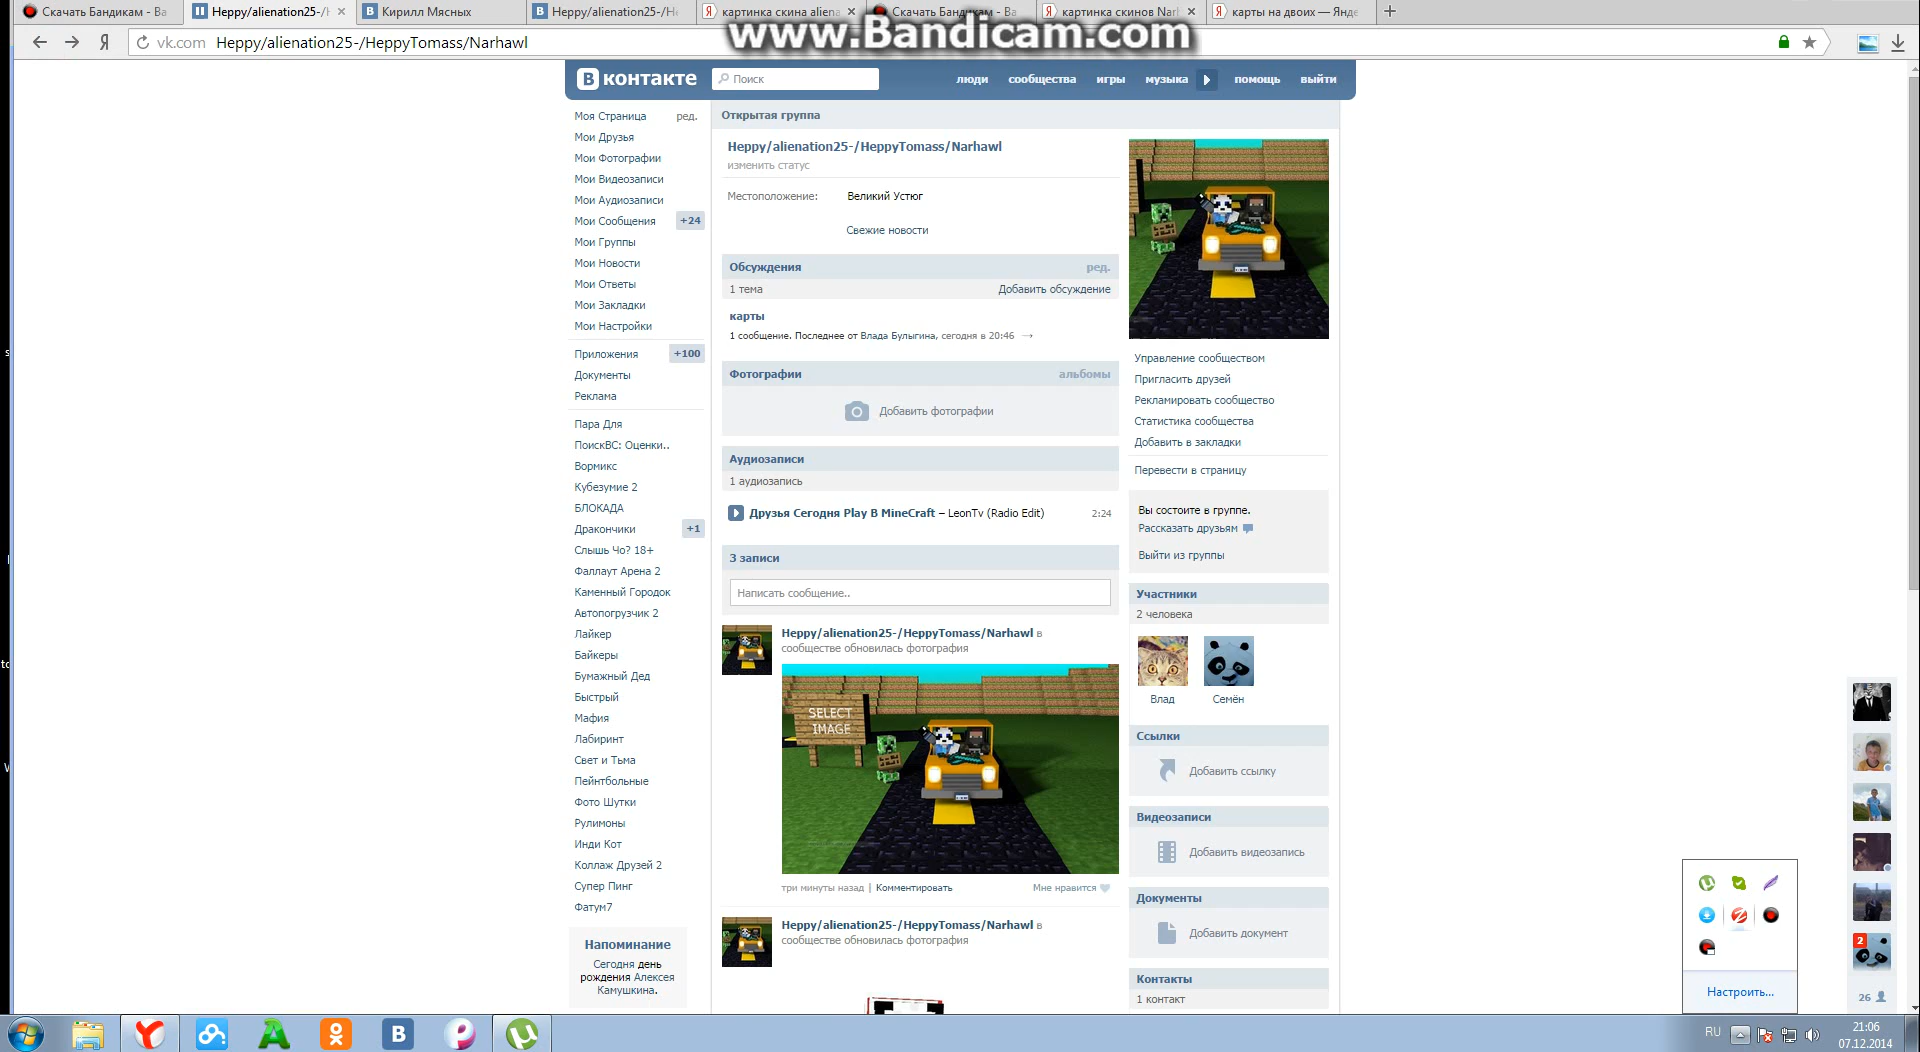 Скачать Бандикам - Ba
Heppy/alienation25-/H
Кирилл Мясных
Heppy/alienation25-/He
картинка скина aliena
Скачать Бандикам - Ba
картинка скинов Narh
карты на двоих — Янде
www.Bandicam.com
vk.com Heppy/alienation25-/HeppyTomass/Narhawl
В контакте
Поиск
люди сообщества игры музыка помощь выйти
Моя Страница ред.
Мои Друзья
Мои Фотографии
Мои Видеозаписи
Мои Аудиозаписи
Мои Сообщения +24
Мои Группы
Мои Новости
Мои Ответы
Мои Закладки
Мои Настройки
Приложения +100
Документы
Реклама
Пара Для
ПоискВС: Оценки..
Вормикс
Кубезумие 2
БЛОКАДА
Дракончики +1
Слышь Чо? 18+
Фаллаут Арена 2
Каменный Городок
Автопогрузчик 2
Лайкер
Байкеры
Бумажный Дед
Быстрый
Мафия
Лабиринт
Свет и Тьма
Пейнтбольные
Фото Шутки
Рулимоны
Инди Кот
Коллаж Друзей 2
Супер Пинг
Фатум7
Напоминание
Сегодня день
рождения Алексея
Камушкина.
Открытая группа
Heppy/alienation25-/HeppyTomass/Narhawl
изменить статус
Местоположение: Великий Устюг
Свежие новости
Обсуждения ред.
1 тема Добавить обсуждение
карты
1 сообщение. Последнее от Влада Булыгина, сегодня в 20:46 →
Фотографии альбомы
Добавить фотографии
Аудиозаписи
1 аудиозапись
Друзья Сегодня Play В MineCraft – LeonTv (Radio Edit) 2:24
3 записи
Написать сообщение..
Heppy/alienation25-/HeppyTomass/Narhawl в
сообществе обновилась фотография
SELECT
IMAGE
три минуты назад | Комментировать Мне нравится
Heppy/alienation25-/HeppyTomass/Narhawl в
сообществе обновилась фотография
Управление сообществом
Пригласить друзей
Рекламировать сообщество
Статистика сообщества
Добавить в закладки
Перевести в страницу
Вы состоите в группе.
Рассказать друзьям
Выйти из группы
Участники
2 человека
Влад Семён
Ссылки
Добавить ссылку
Видеозаписи
Добавить видеозапись
Документы
Добавить документ
Контакты
1 контакт
2
26
Настроить...
RU
21:06
07.12.2014